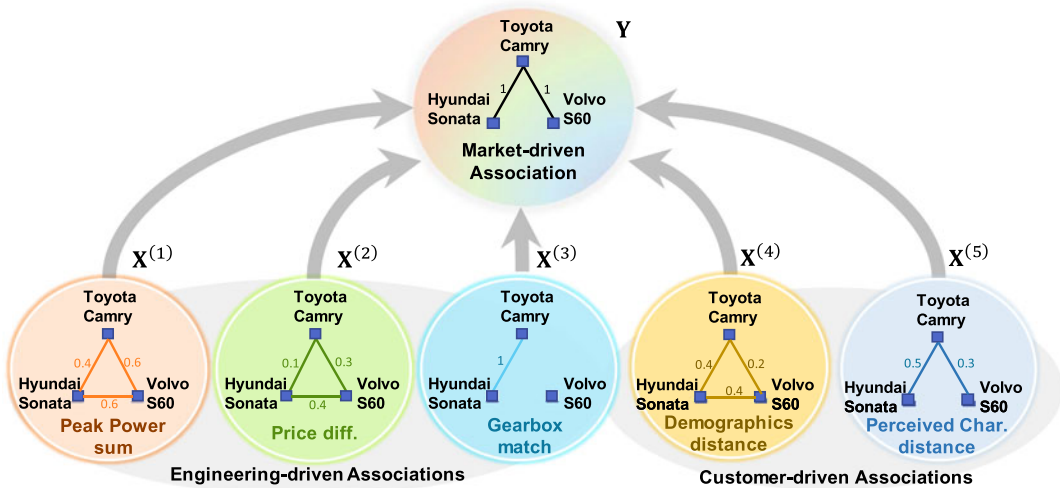 Y
Toyota
Camry
1 1
Hyundai Volvo
Sonata S60
Market-driven
Association
X(1) X(2) X(3) X(4) X(5)
Toyota
Camry
0.4 0.6
Hyundai Volvo
Sonata S60
0.6
Peak Power
sum
Toyota
Camry
0.1 0.3
Hyundai Volvo
Sonata S60
0.4
Price diff.
Toyota
Camry
1
Hyundai Volvo
Sonata S60
Gearbox
match
Toyota
Camry
0.4 0.2
Hyundai Volvo
0.4
Sonata S60
Demographics
distance
Toyota
Camry
0.5 0.3
Hyundai Volvo
Sonata S60
Perceived Char.
distance
Engineering-driven Associations
Customer-driven Associations